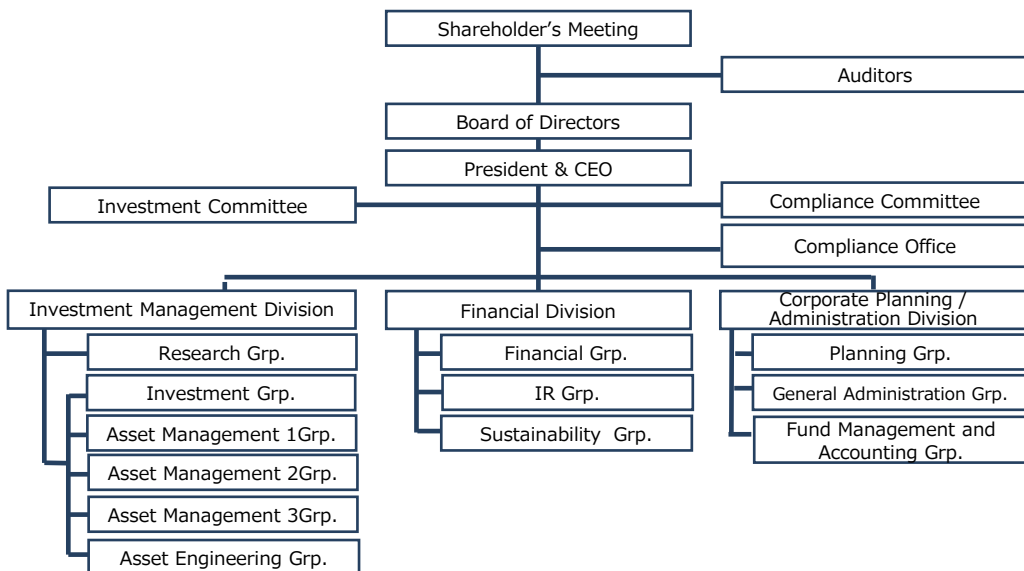 Shareholder’s Meeting
Auditors
Board of Directors
President & CEO
Investment Committee
Compliance Committee
Compliance Office
Investment Management Division
Research Grp.
Investment Grp.
Asset Management 1Grp.
Asset Management 2Grp.
Asset Management 3Grp.
Asset Engineering Grp.
Financial Division
Financial Grp.
IR Grp.
Sustainability Grp.
Corporate Planning /
Administration Division
Planning Grp.
General Administration Grp.
Fund Management and
Accounting Grp.